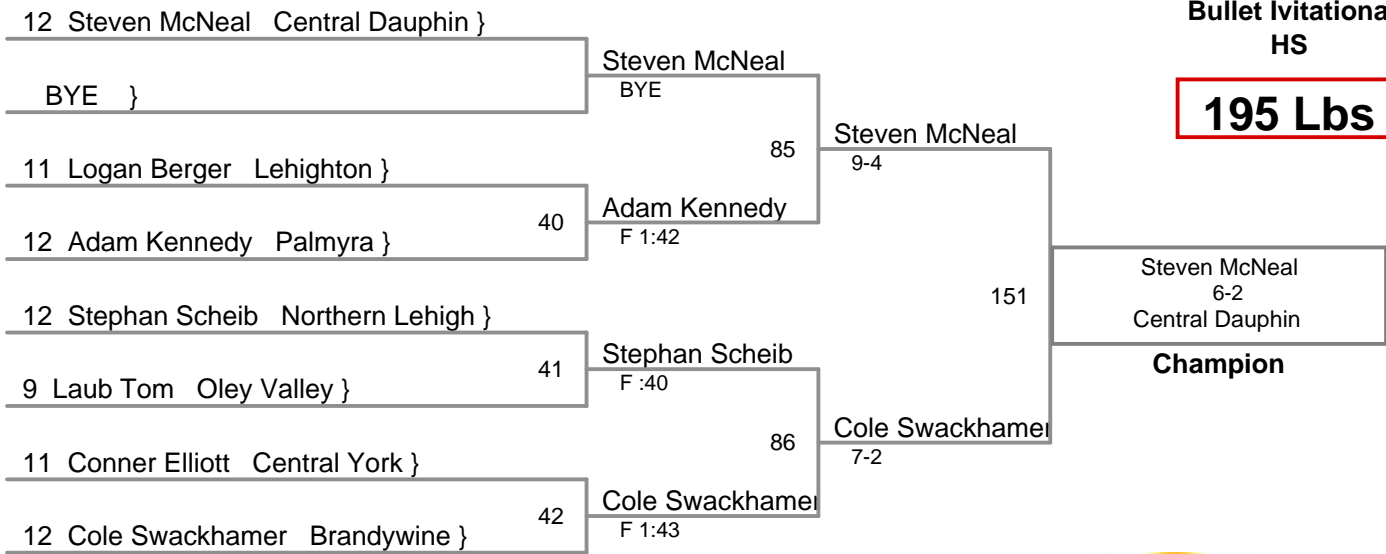 12 Steven McNeal Central Dauphin }
BYE }
11 Logan Berger Lehighton }
12 Adam Kennedy Palmyra }
12 Stephan Scheib Northern Lehigh }
9 Laub Tom Oley Valley }
11 Conner Elliott Central York }
12 Cole Swackhamer Brandywine }
40
41
42
Steven McNeal
BYE
Adam Kennedy
F 1:42
Stephan Scheib
F :40
Cole Swackhamer
F 1:43
85
86
Steven McNeal
9-4
Cole Swackhamer
7-2
151
Bullet Ivitationa
HS
195 Lbs
Steven McNeal
6-2
Central Dauphin
Champion